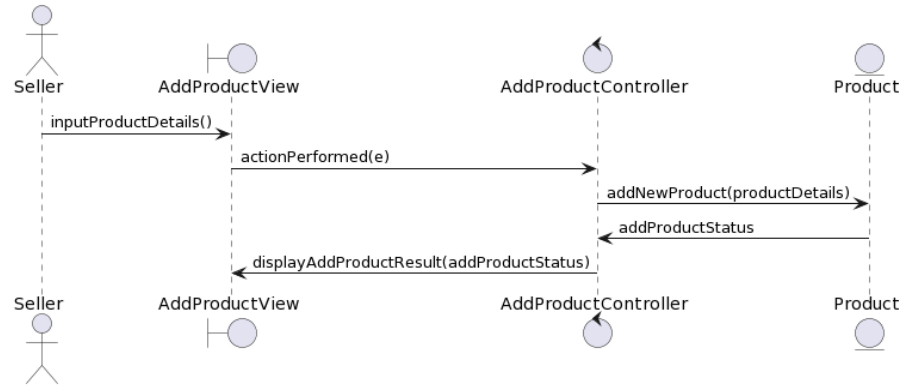 Seller
AddProductView
AddProductController
Product
inputProductDetails()
actionPerformed(e)
addNewProduct(productDetails)
addProductStatus
displayAddProductResult(addProductStatus)
Seller
AddProductView
AddProductController
Product